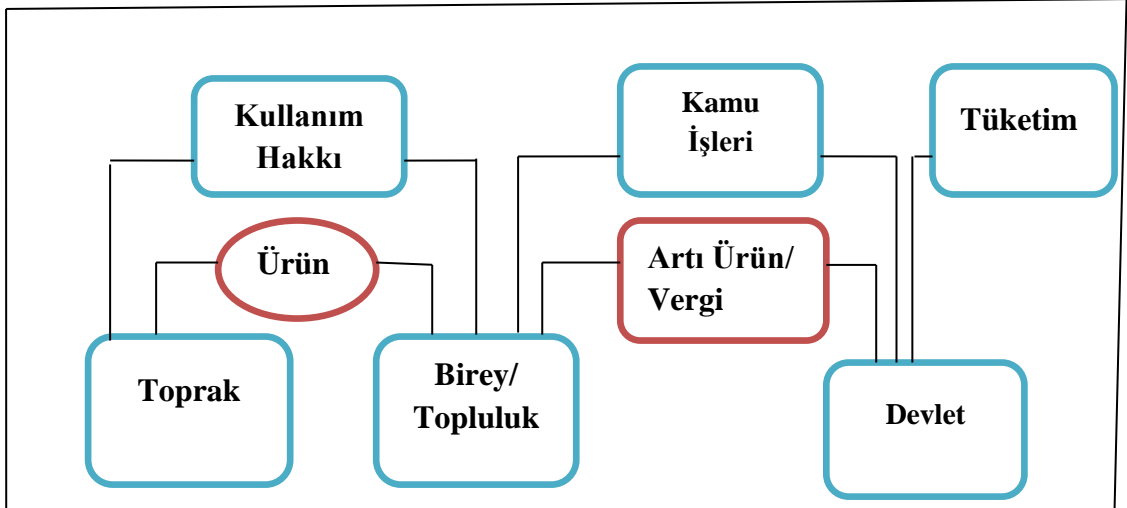 Kullanım
Hakkı
Kamu
İşleri
Tüketim
Ürün
Artı Ürün/
Vergi
Toprak
Birey/
Topluluk
Devlet